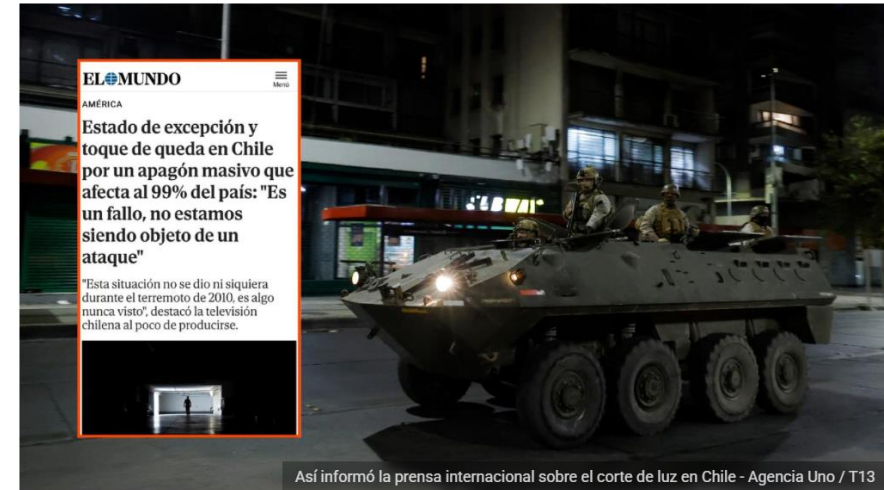 EL MUNDO
Menú
AMÉRICA
Estado de excepción y
toque de queda en Chile
por un apagón masivo que
afecta al 99% del país: "Es
un fallo, no estamos
siendo objeto de un
ataque"
"Esta situación no se dio ni siquiera
durante el terremoto de 2010, es algo
nunca visto", destacó la televisión
chilena al poco de producirse.
Así informó la prensa internacional sobre el corte de luz en Chile - Agencia Uno / T13